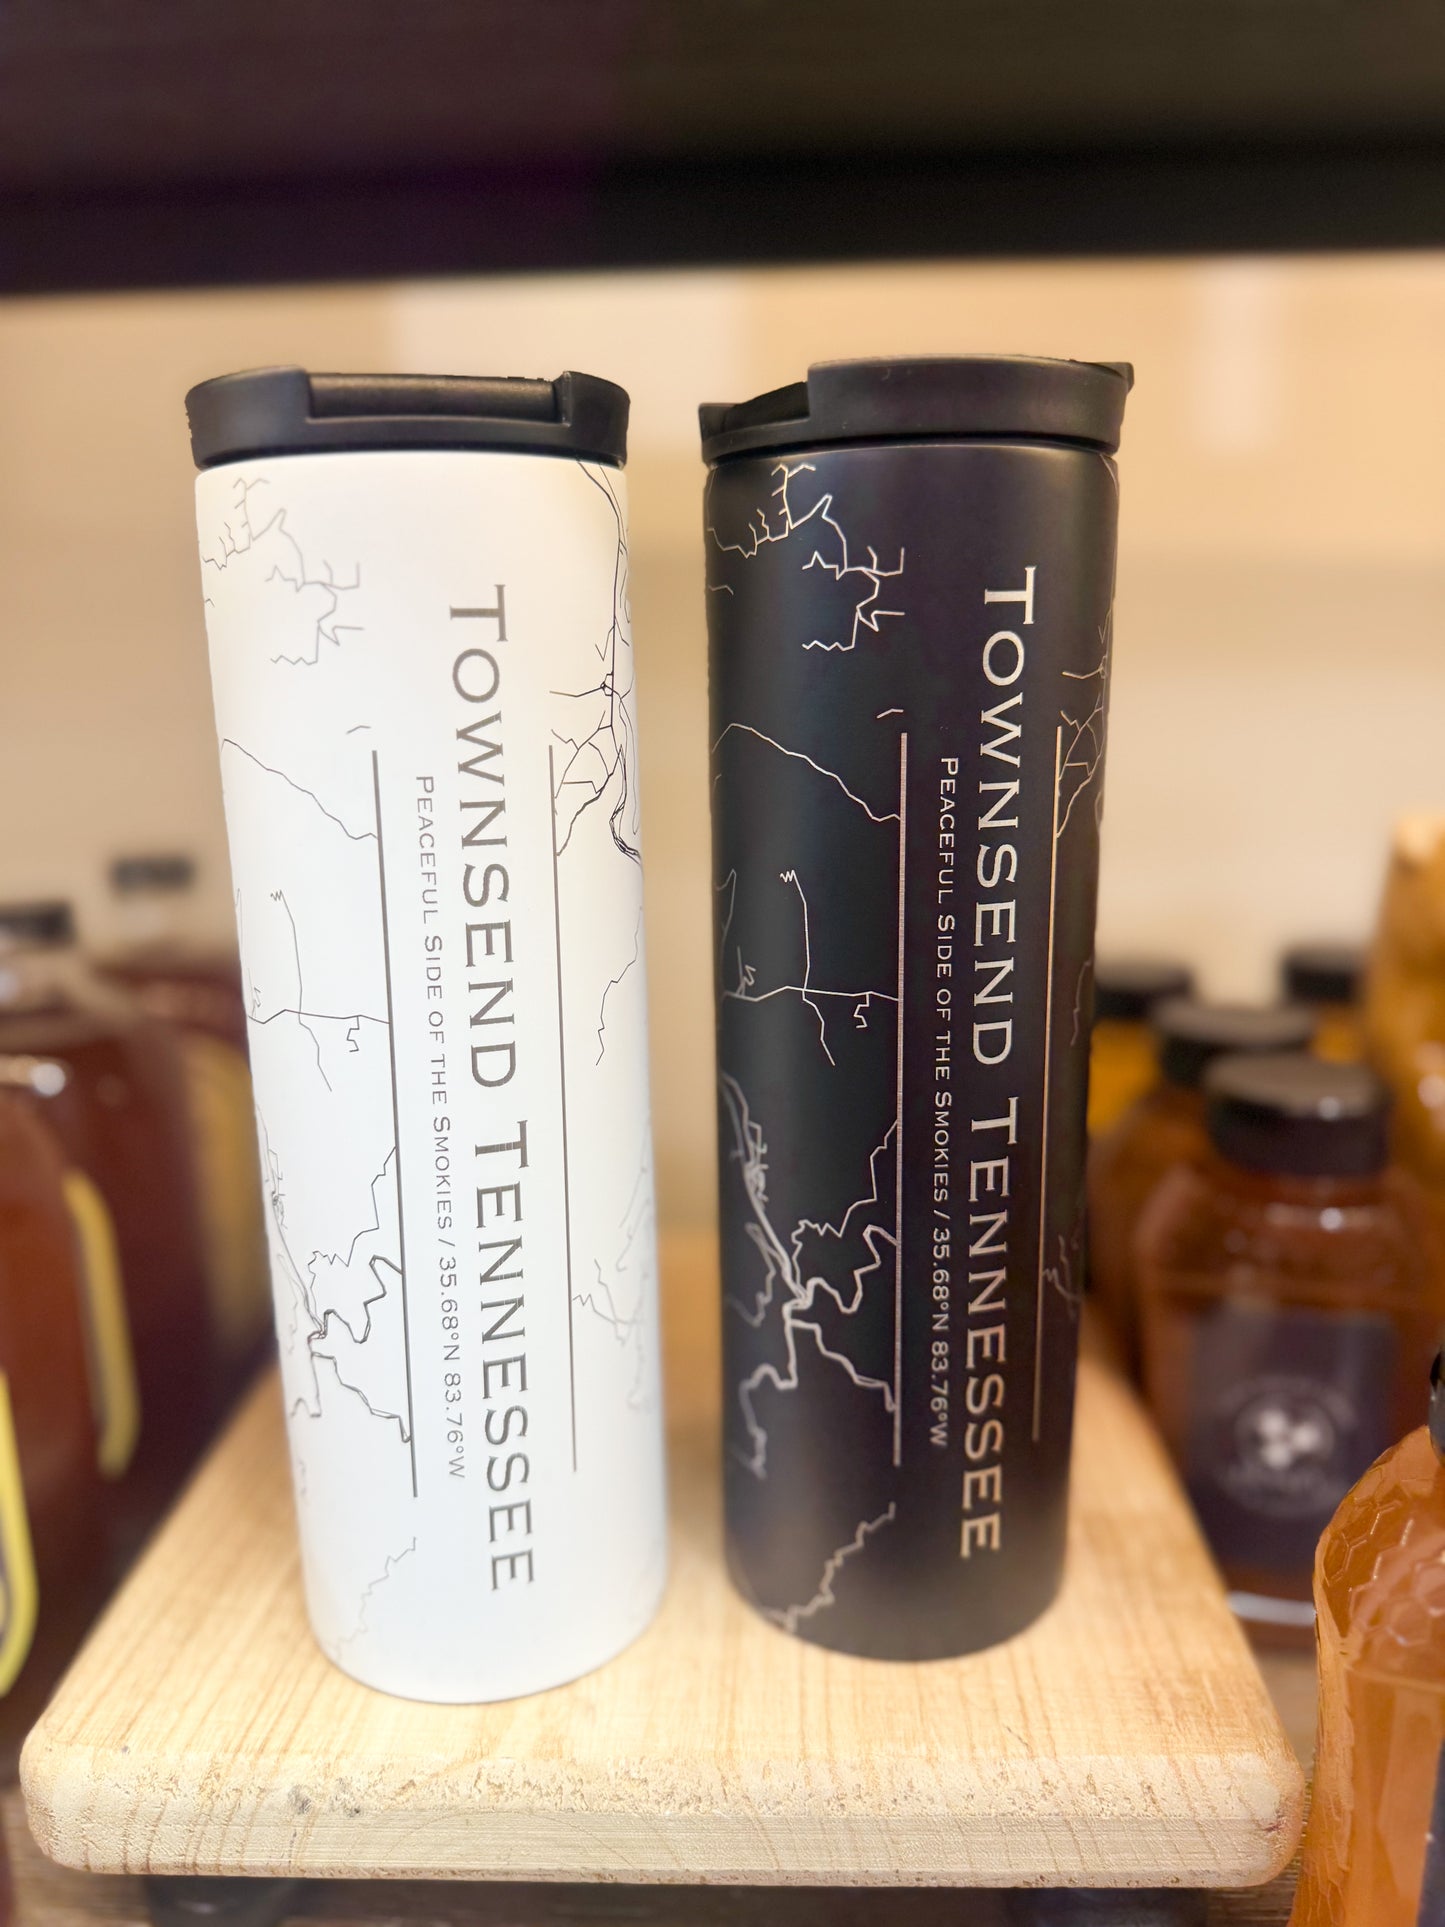 TOWNSEND TENNESSEE
PEACEFUL SIDE OF THE SMOKIES / 35.68°N 83.76°W
TOWNSEND TENNESSEE
PEACEFUL SIDE OF THE SMOKIES / 35.68°N 83.76°W